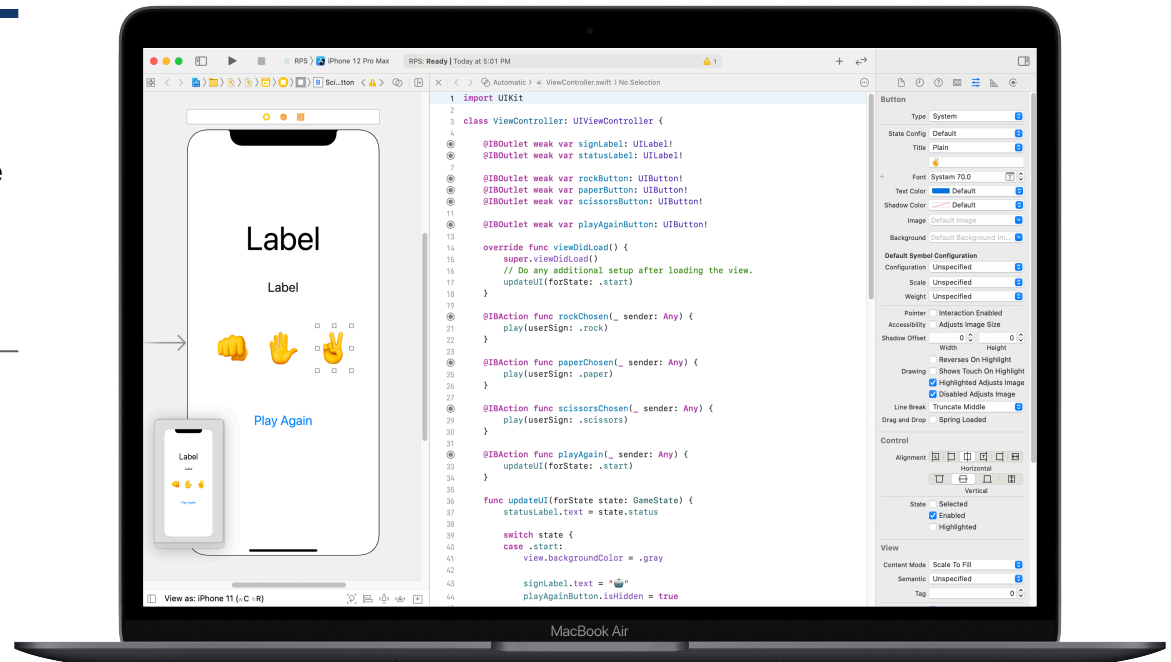 e
RPS 〉 iPhone 12 Pro Max
RPS: Ready | Today at 5:01 PM
1
B Sci...tton
Automatic 〉 ViewController.swift 〉 No Selection
Label
Label
Play Again
Label
Label
Play Again
View as: iPhone 11 (wC hR)
1 import UIKit
2
3 class ViewController: UIViewController {
4
@IBOutlet weak var signLabel: UILabel!
@IBOutlet weak var statusLabel: UILabel!
7
@IBOutlet weak var rockButton: UIButton!
@IBOutlet weak var paperButton: UIButton!
@IBOutlet weak var scissorsButton: UIButton!
11
@IBOutlet weak var playAgainButton: UIButton!
13
14 override func viewDidLoad() {
15 super.viewDidLoad()
16 // Do any additional setup after loading the view.
17 updateUI(forState: .start)
18 }
19
@IBAction func rockChosen(_ sender: Any) {
21 play(userSign: .rock)
22 }
23
@IBAction func paperChosen(_ sender: Any) {
25 play(userSign: .paper)
26 }
27
@IBAction func scissorsChosen(_ sender: Any) {
29 play(userSign: .scissors)
30 }
31
@IBAction func playAgain(_ sender: Any) {
33 updateUI(forState: .start)
34 }
35
36 func updateUI(forState state: GameState) {
37 statusLabel.text = state.status
38
39 switch state {
40 case .start:
41 view.backgroundColor = .gray
42
43 signLabel.text = "🤖"
44 playAgainButton.isHidden = true
Button
Type System
State Config Default
Title Plain
✌️
Font System 70.0
Text Color Default
Shadow Color Default
Image Default Image
Background Default Background Im...
Default Symbol Configuration
Configuration Unspecified
Scale Unspecified
Weight Unspecified
Pointer Interaction Enabled
Accessibility Adjusts Image Size
Shadow Offset 0 0
Width Height
Reverses On Highlight
Drawing Shows Touch On Highlight
Highlighted Adjusts Image
Disabled Adjusts Image
Line Break Truncate Middle
Drag and Drop Spring Loaded
Control
Alignment
Horizontal
Vertical
State Selected
Enabled
Highlighted
View
Content Mode Scale To Fill
Semantic Unspecified
Tag 0
MacBook Air